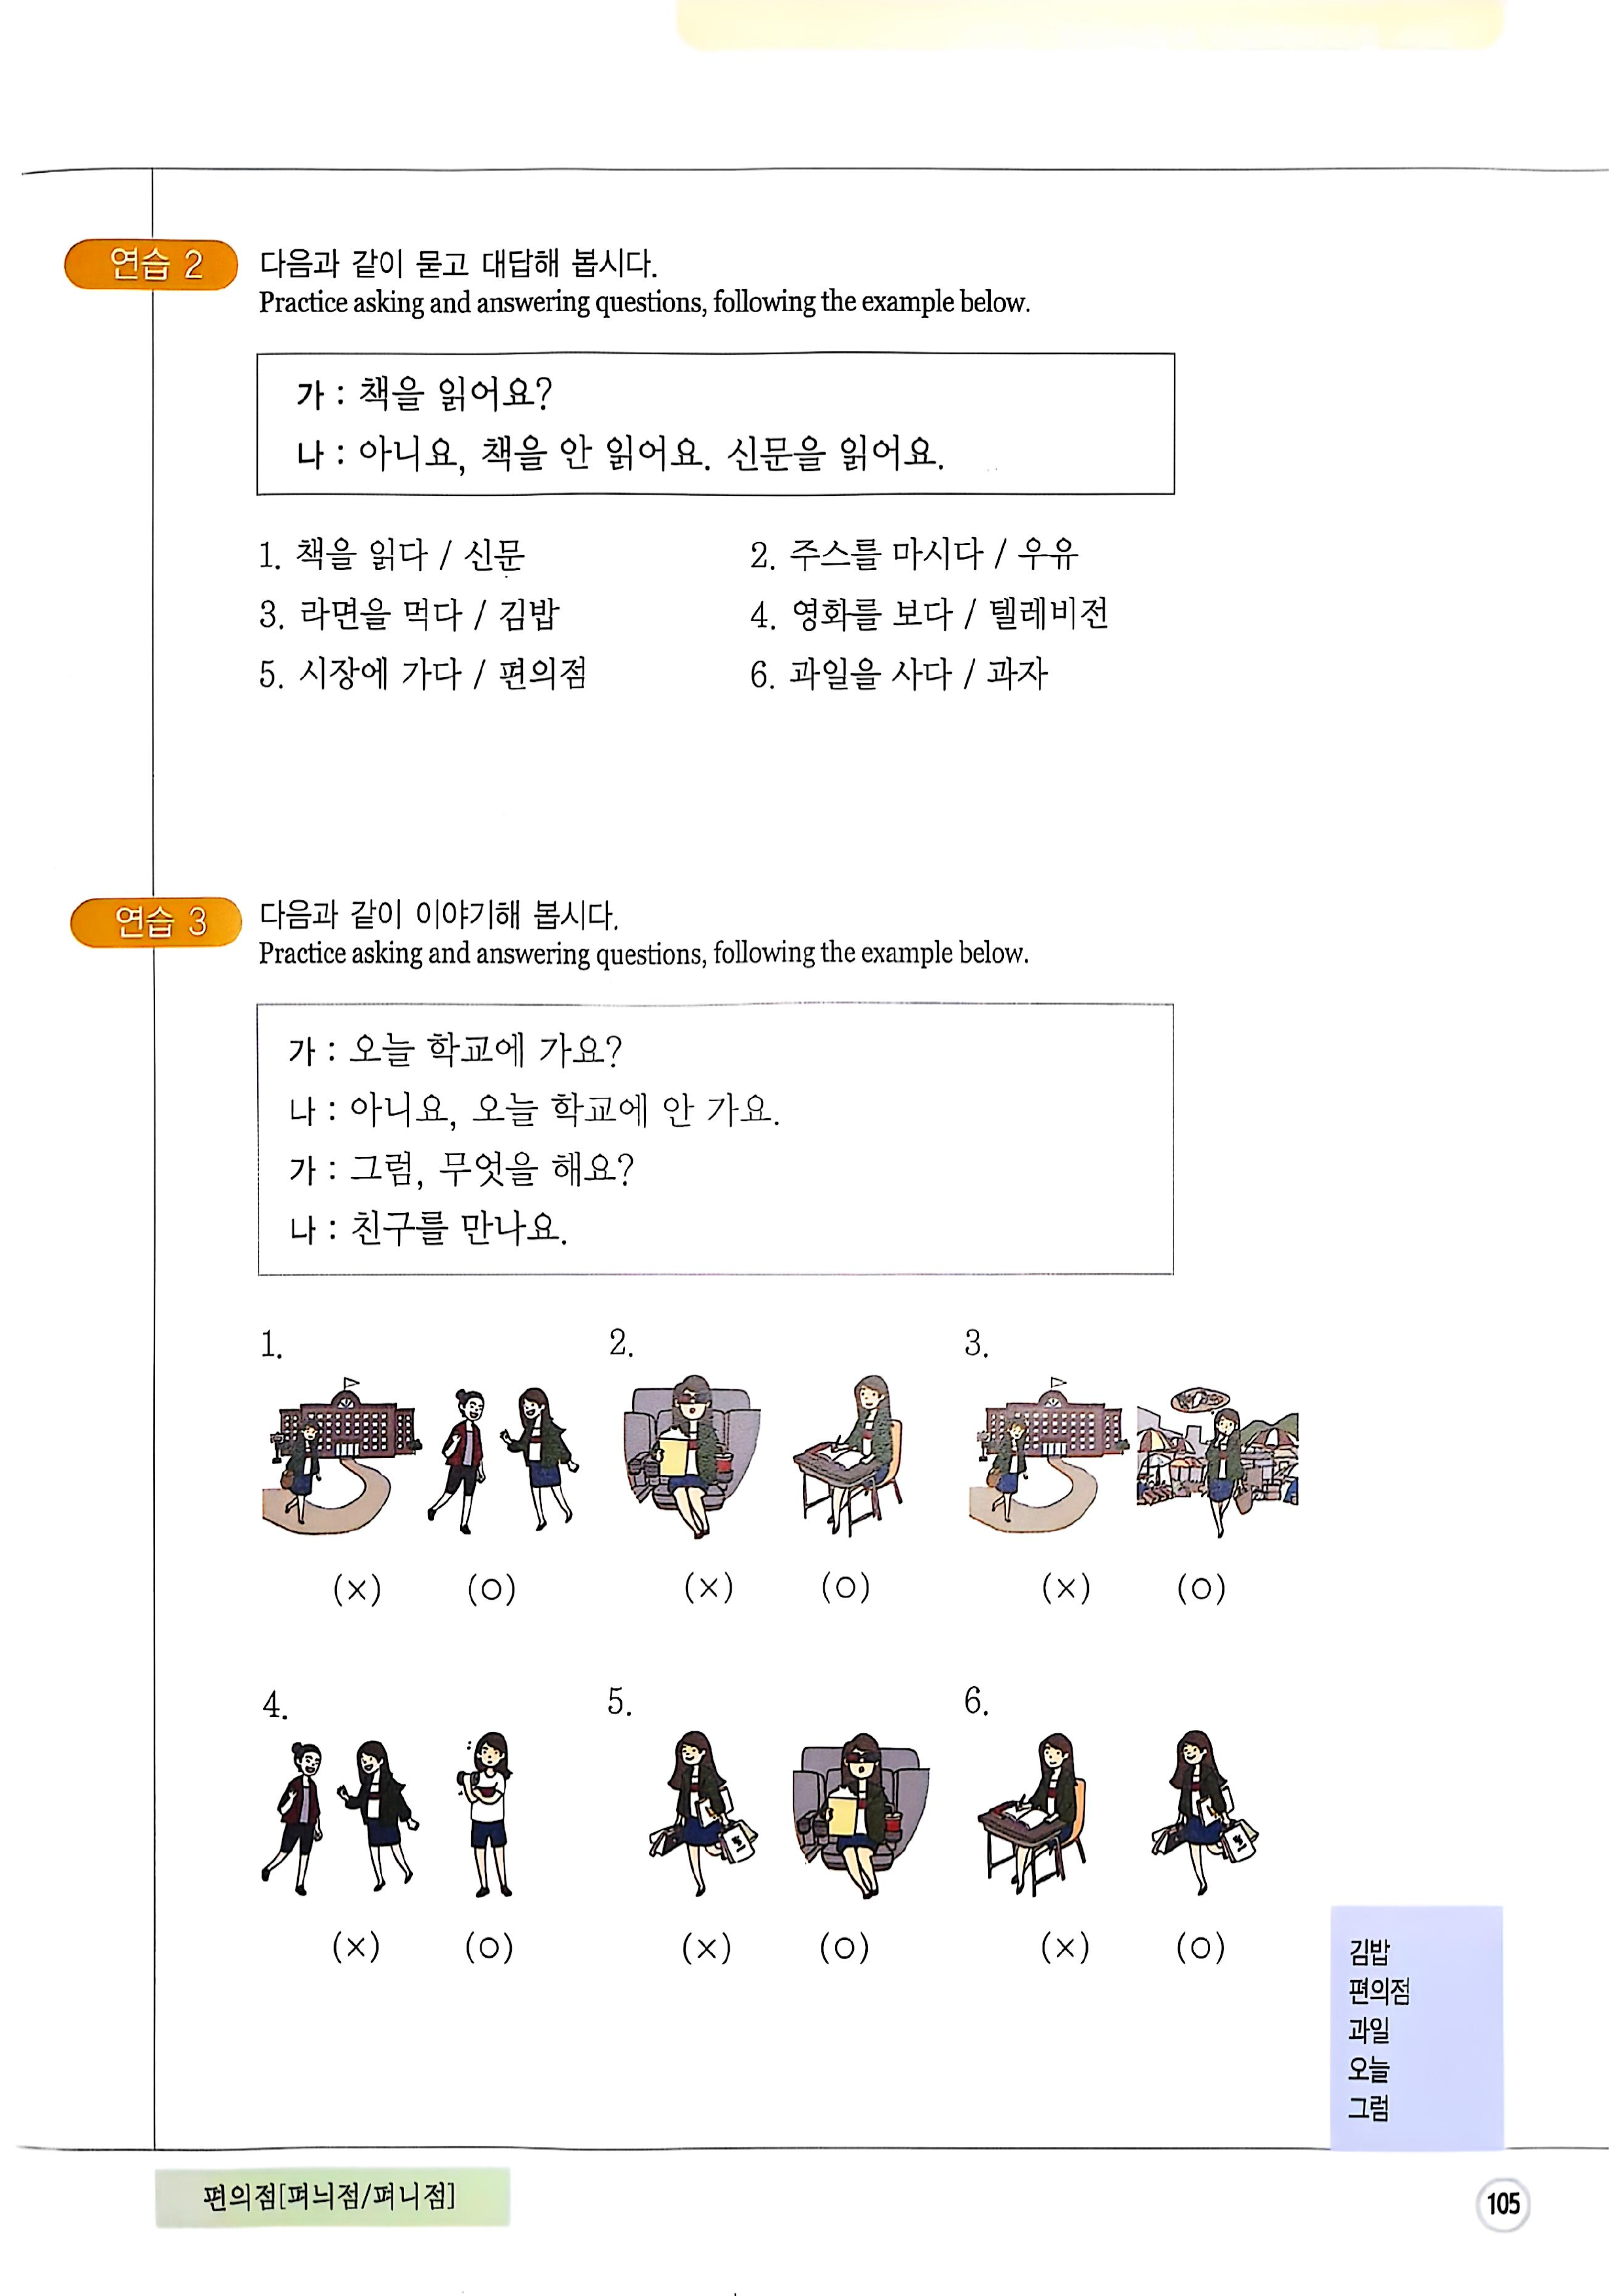 연습 2
다음과 같이 묻고 대답해 봅시다.
Practice asking and answering questions, following the example below.
가 : 책을 읽어요?
나 : 아니요, 책을 안 읽어요. 신문을 읽어요.
1. 책을 읽다 / 신문
2. 주스를 마시다 / 우유
3. 라면을 먹다 / 김밥
4. 영화를 보다 / 텔레비전
5. 시장에 가다 / 편의점
6. 과일을 사다 / 과자
연습 3
다음과 같이 이야기해 봅시다.
Practice asking and answering questions, following the example below.
가 : 오늘 학교에 가요?
나 : 아니요, 오늘 학교에 안 가요.
가 : 그럼, 무엇을 해요?
나 : 친구를 만나요.
1.
2.
3.
(×) (○)
(×) (○)
(×) (○)
4.
5.
6.
(×) (○)
(×) (○)
(×) (○)
김밥
편의점
과일
오늘
그럼
편의점[펴늬점/펴니점]
105